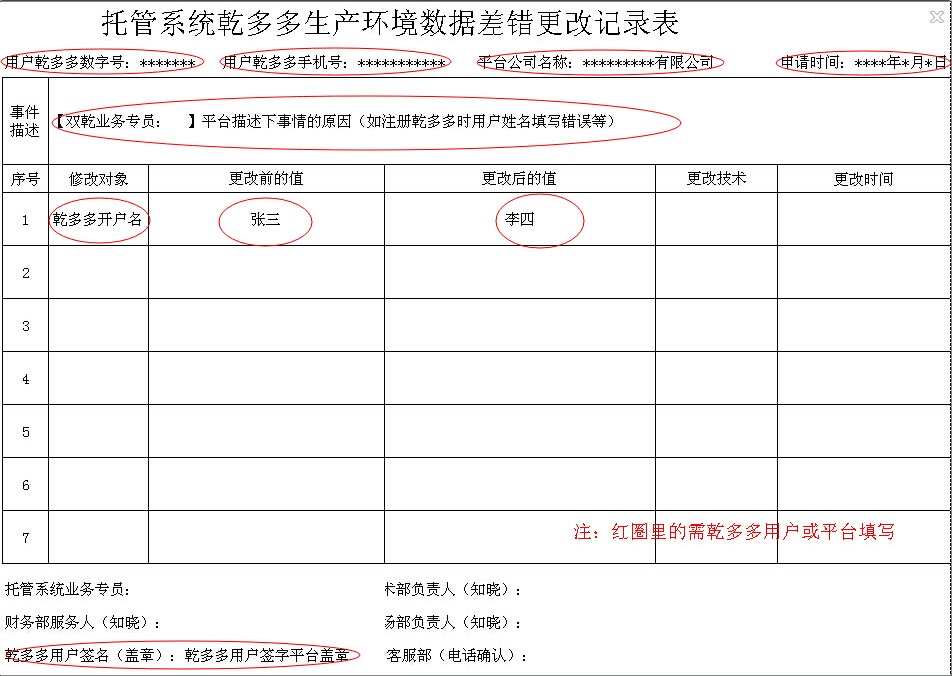 托管系统乾多多生产环境数据差错更改记录表
用户乾多多数字号：******* 用户乾多多手机号：*********** 平台公司名称：*********有限公司 申请时间：****年*月*日
事件描述 【双乾业务专员： 】平台描述下事情的原因（如注册乾多多时用户姓名填写错误等）
序号 修改对象 更改前的值 更改后的值 更改技术 更改时间
1 乾多多开户名 张三 李四
2
3
4
5
6
7
注：红圈里的需乾多多用户或平台填写
托管系统业务专员： 术部负责人（知晓）：
财务部服务人（知晓）： 场部负责人（知晓）：
乾多多用户签名（盖章）：乾多多用户签字平台盖章 客服部（电话确认）：